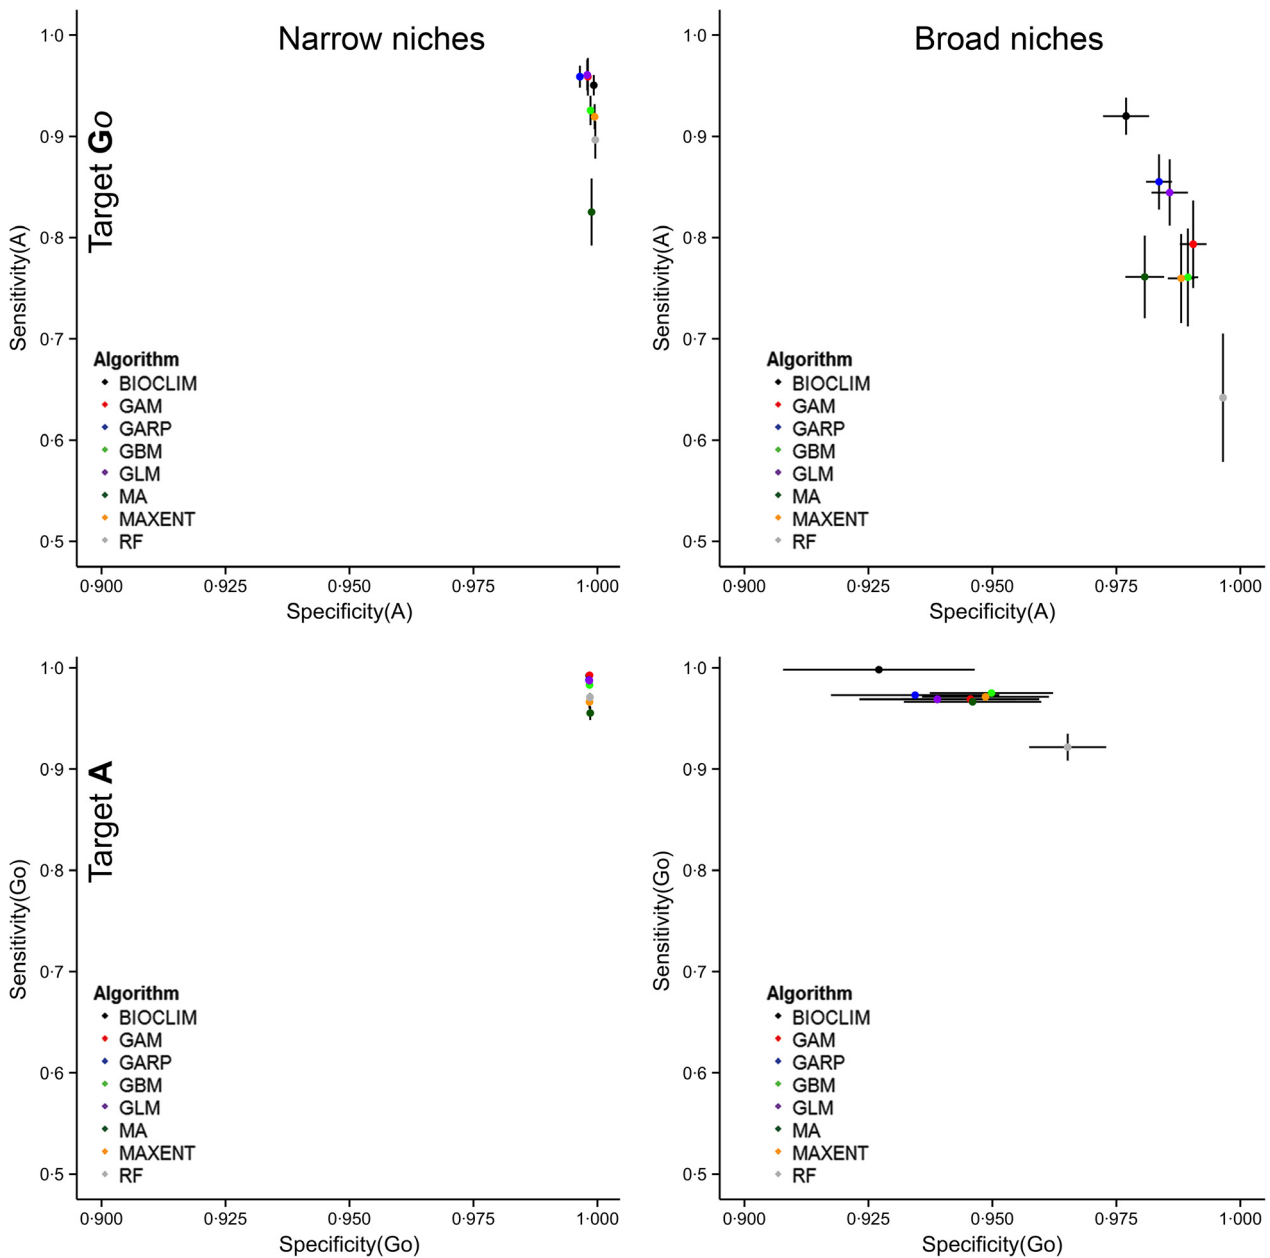 Narrow niches
Target Go
Sensitivity(A)
1·0
0·9
0·8
0·7
0·6
0·5
Algorithm
BIOCLIM
GAM
GARP
GBM
GLM
MA
MAXENT
RF
0·900 0·925 0·950 0·975 1·000
Specificity(A)
Broad niches
Sensitivity(A)
1·0
0·9
0·8
0·7
0·6
0·5
Algorithm
BIOCLIM
GAM
GARP
GBM
GLM
MA
MAXENT
RF
0·900 0·925 0·950 0·975 1·000
Specificity(A)
Target A
Sensitivity(Go)
1·0
0·9
0·8
0·7
0·6
0·5
Algorithm
BIOCLIM
GAM
GARP
GBM
GLM
MA
MAXENT
RF
0·900 0·925 0·950 0·975 1·000
Specificity(Go)
Sensitivity(Go)
1·0
0·9
0·8
0·7
0·6
0·5
Algorithm
BIOCLIM
GAM
GARP
GBM
GLM
MA
MAXENT
RF
0·900 0·925 0·950 0·975 1·000
Specificity(Go)